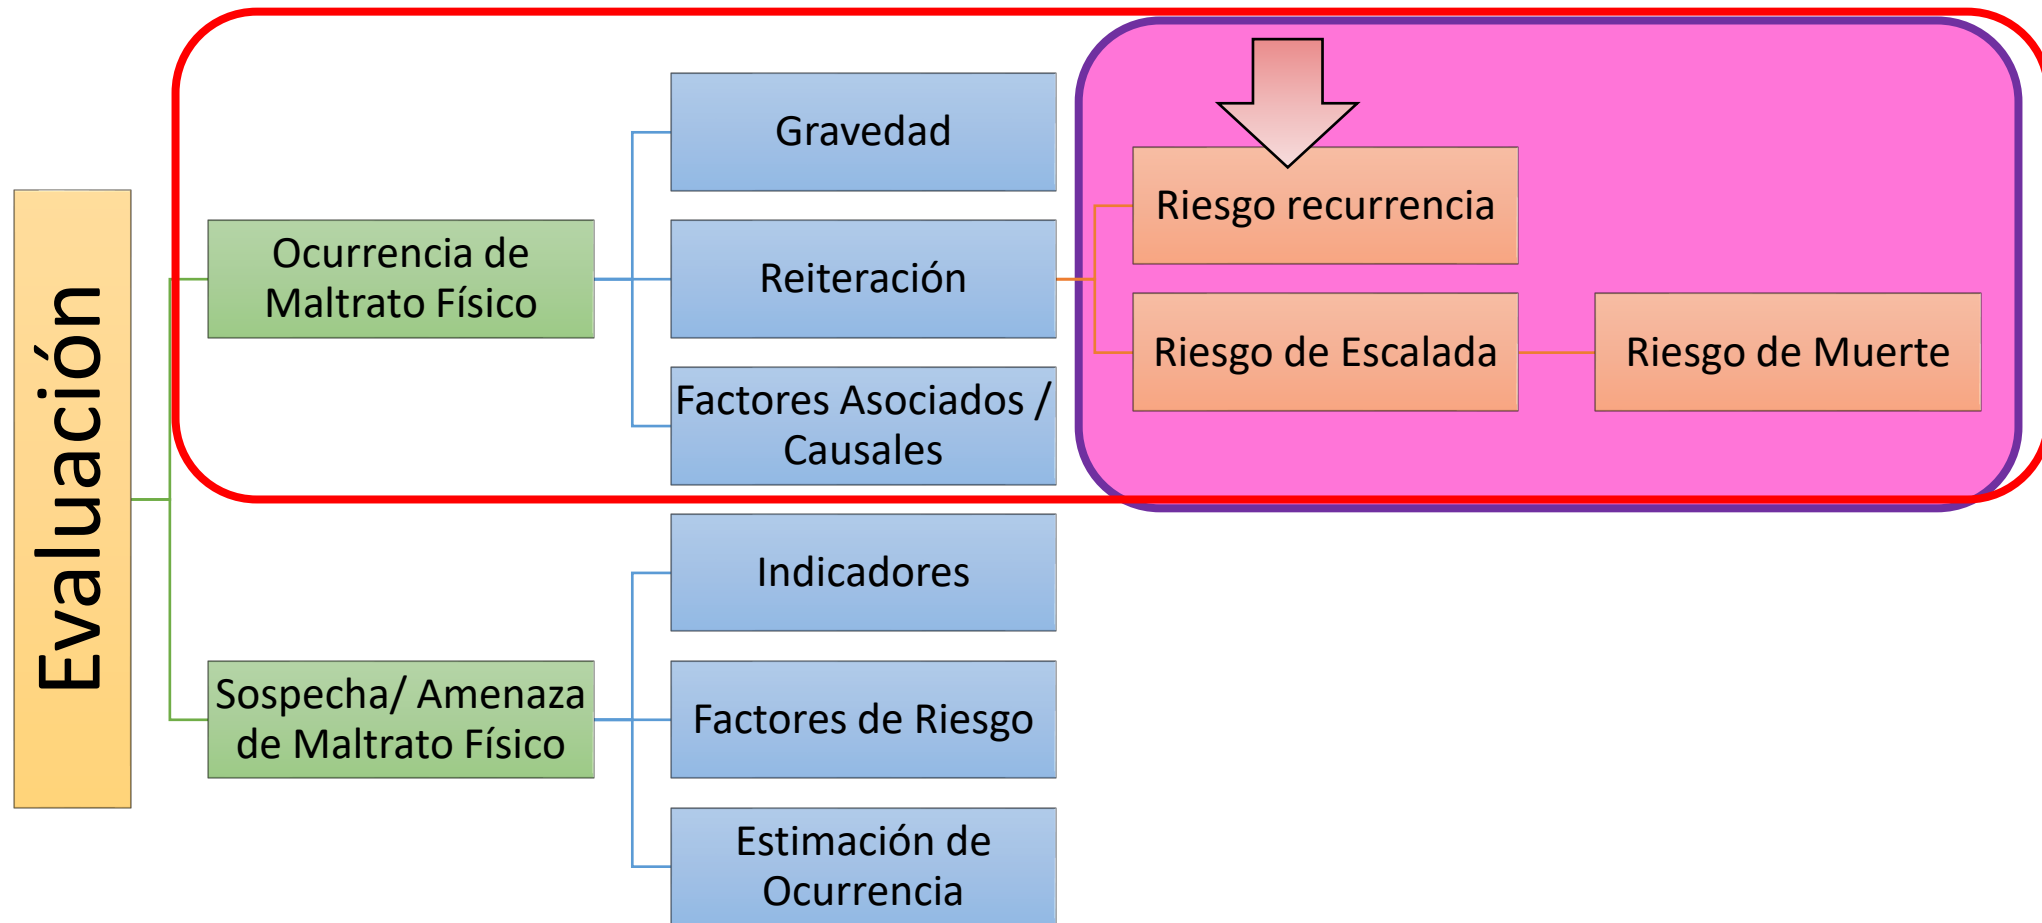 Evaluación
Ocurrencia de
Maltrato Físico
Gravedad
Reiteración
Factores Asociados /
Causales
Riesgo recurrencia
Riesgo de Escalada
Riesgo de Muerte
Sospecha/ Amenaza
de Maltrato Físico
Indicadores
Factores de Riesgo
Estimación de
Ocurrencia